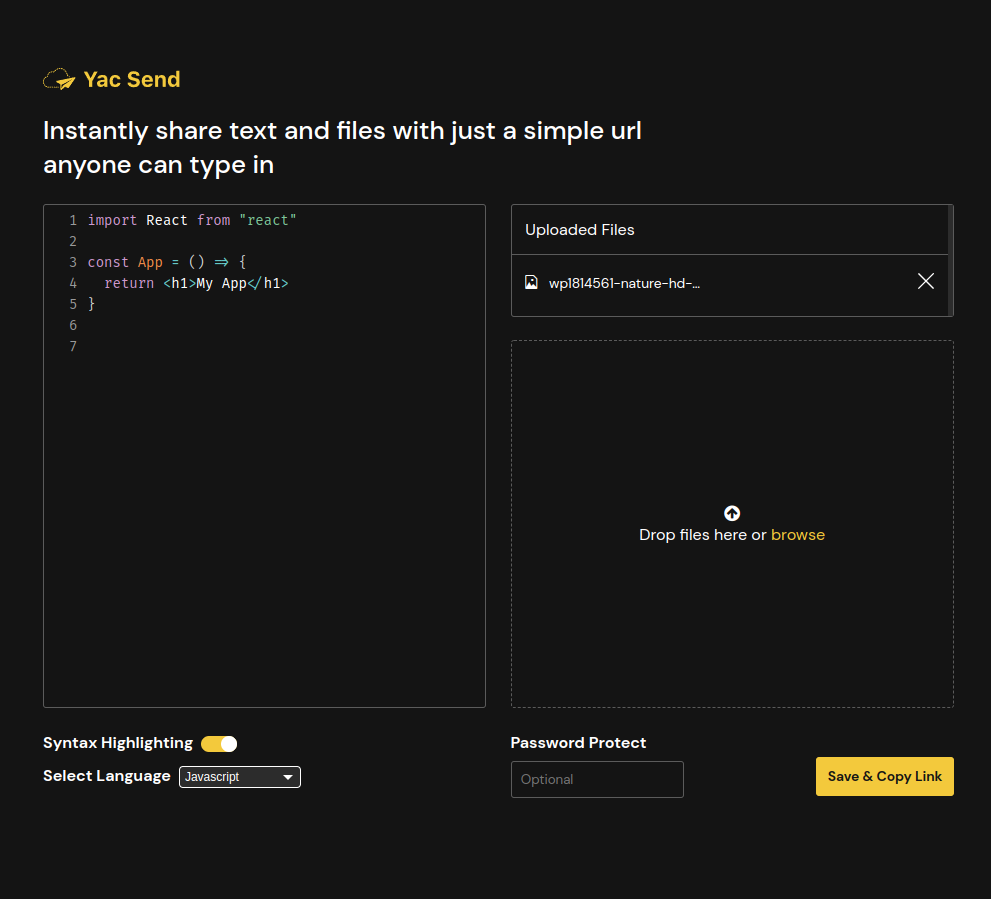 Yac Send
Instantly share text and files with just a simple url
anyone can type in
1 import React from "react"
2
3 const App = () => {
4   return <h1>My App</h1>
5 }
6
7
Uploaded Files
wp1814561-nature-hd-...
Drop files here or browse
Syntax Highlighting
Select Language Javascript
Password Protect
Optional
Save & Copy Link